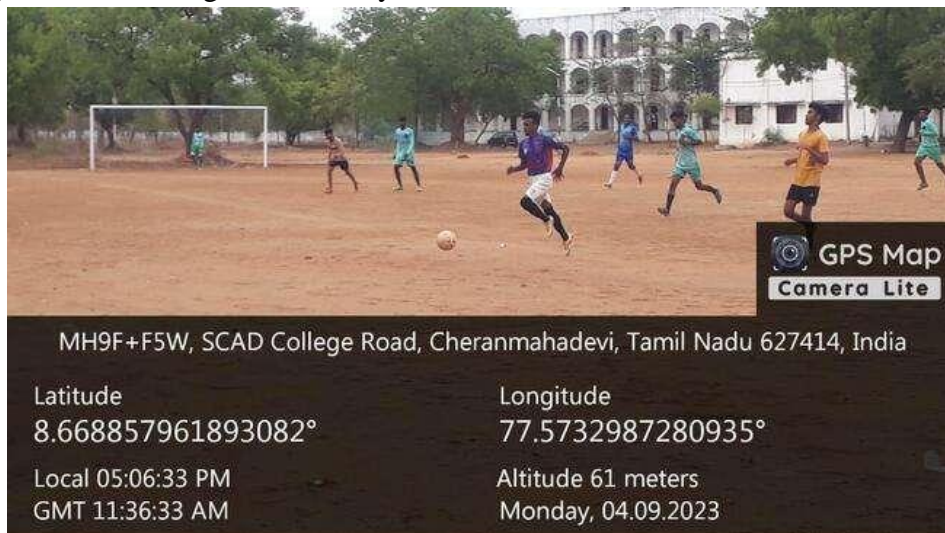 GPS Map
Camera Lite
MH9F+F5W, SCAD College Road, Cheranmahadevi, Tamil Nadu 627414, India
Latitude
8.668857961893082°
Longitude
77.5732987280935°
Local 05:06:33 PM
GMT 11:36:33 AM
Altitude 61 meters
Monday, 04.09.2023